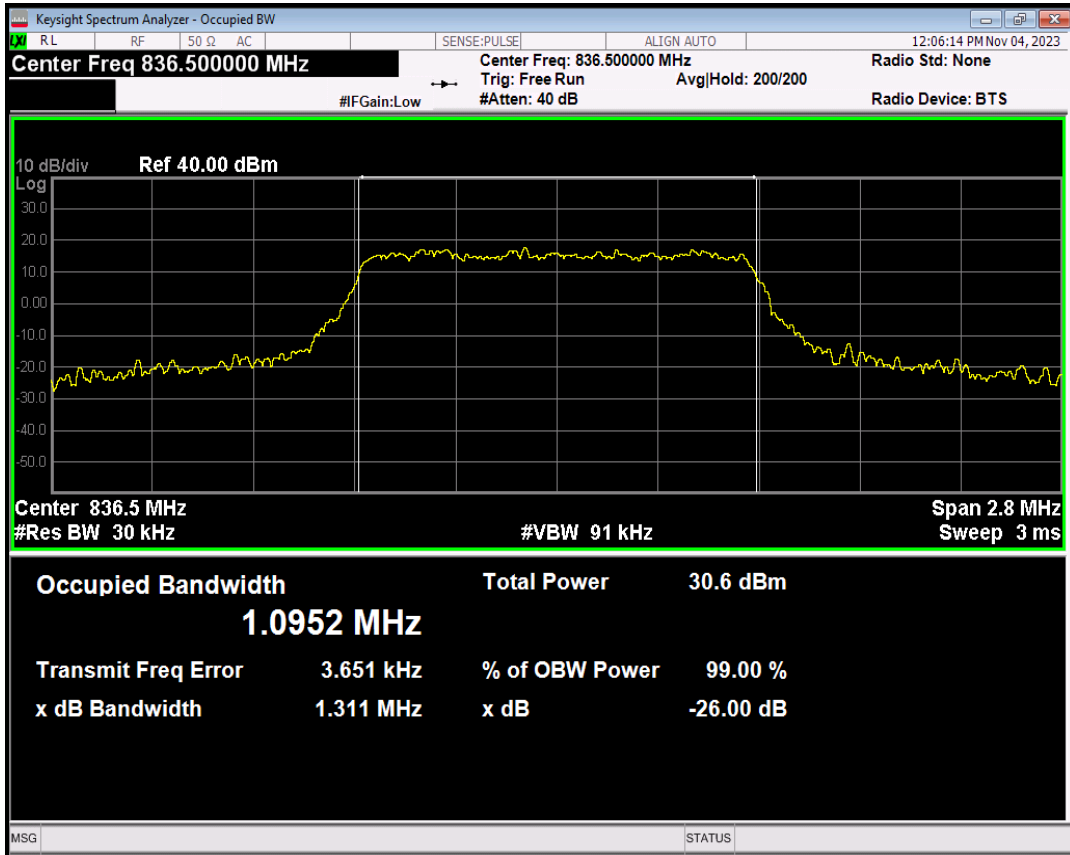 Keysight Spectrum Analyzer - Occupied BW
LXI RL RF 50 Ω AC SENSE:PULSE ALIGN AUTO 12:06:14 PM Nov 04, 2023
Center Freq 836.500000 MHz Center Freq: 836.500000 MHz Radio Std: None
Trig: Free Run Avg|Hold: 200/200
#IFGain:Low #Atten: 40 dB Radio Device: BTS
10 dB/div Ref 40.00 dBm
Log
30.0
20.0
10.0
0.00
-10.0
-20.0
-30.0
-40.0
-50.0
Center 836.5 MHz Span 2.8 MHz
#Res BW 30 kHz #VBW 91 kHz Sweep 3 ms
Occupied Bandwidth Total Power 30.6 dBm
1.0952 MHz
Transmit Freq Error 3.651 kHz % of OBW Power 99.00 %
x dB Bandwidth 1.311 MHz x dB -26.00 dB
MSG STATUS